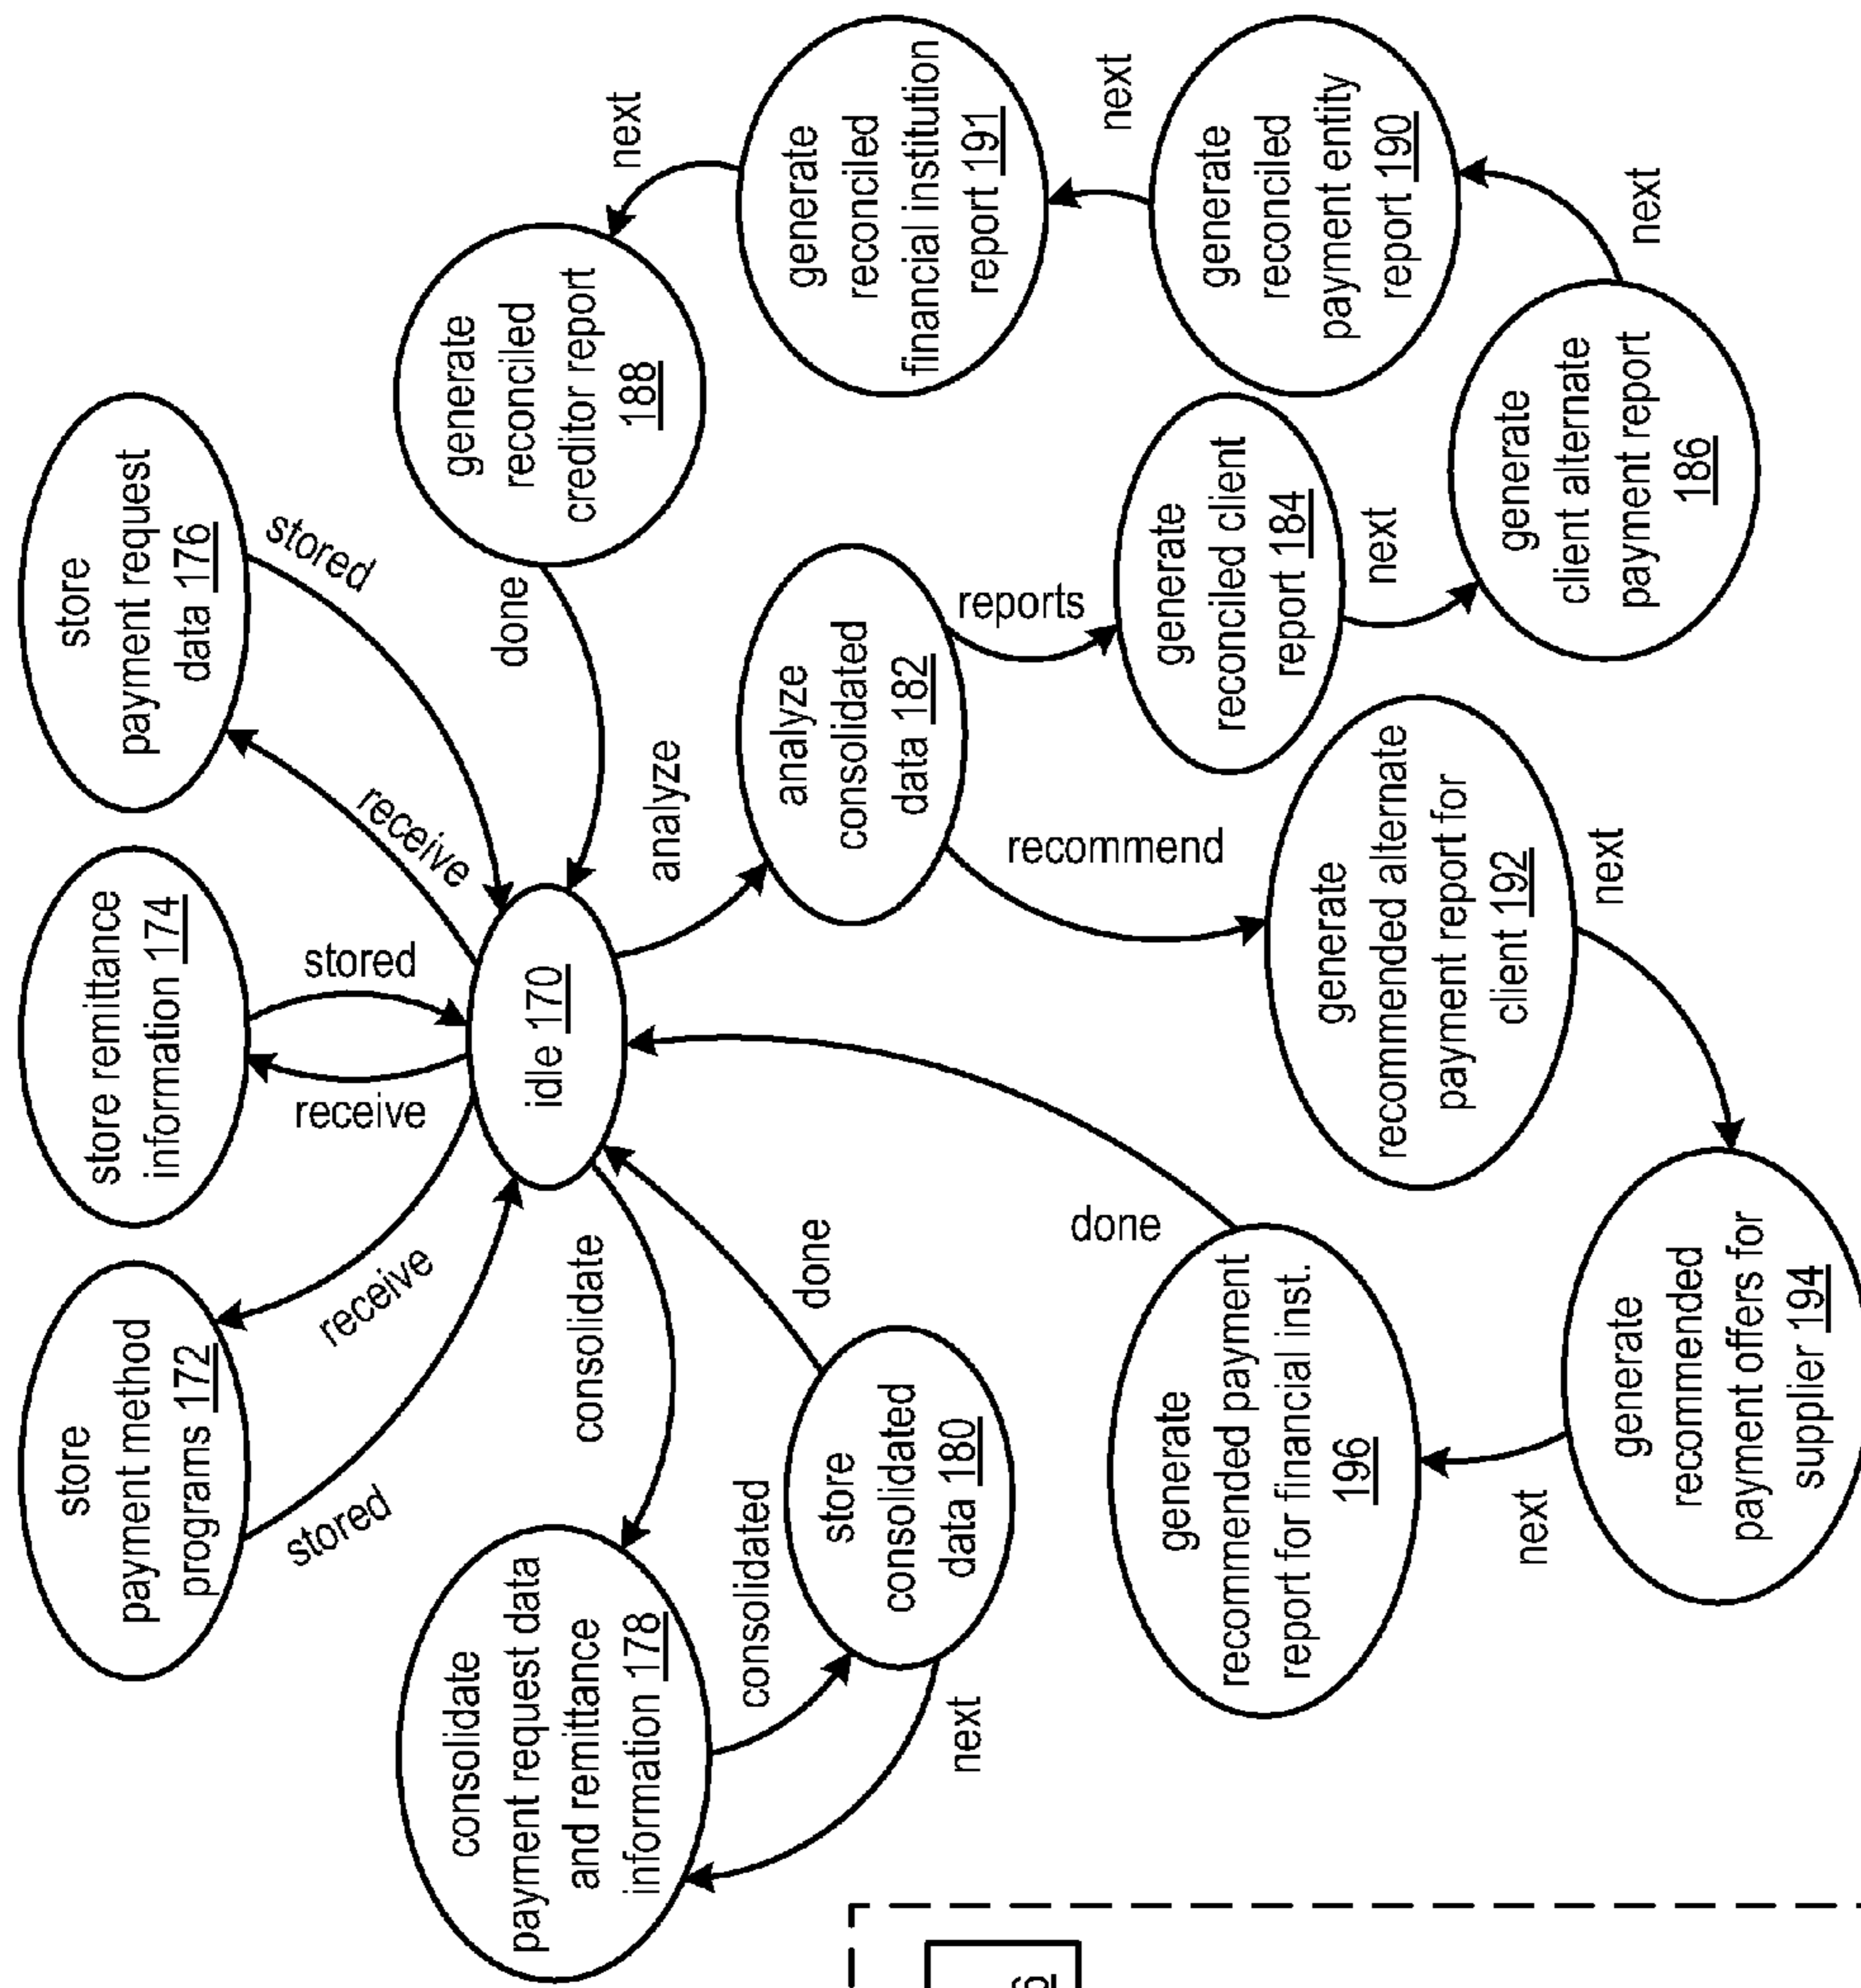 store
payment method
programs 172
store remittance
information 174
store
payment request
data 176
receive
stored
receive
stored
receive
stored
idle 170
consolidate
payment request data
and remittance
information 178
consolidate
consolidated
store
consolidated
data 180
next
done
analyze
done
generate
reconciled
creditor report
188
next
analyze
consolidated
data 182
generate
reconciled
financial institution
report 191
recommend
reports
next
generate
recommended payment
report for financial inst.
196
done
generate
recommended alternate
payment report for
client 192
generate
reconciled client
report 184
generate
reconciled
payment entity
report 190
next
next
next
next
generate
recommended
payment offers for
supplier 194
generate
client alternate
payment report
186